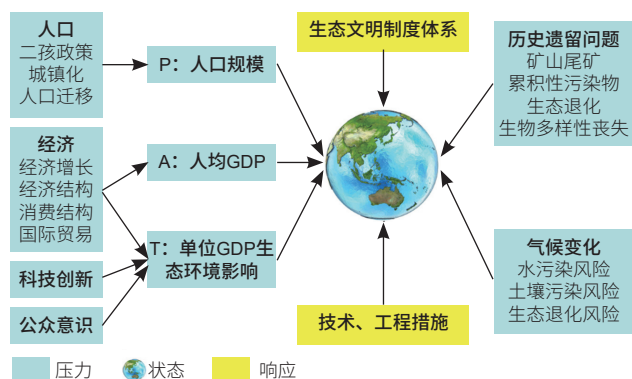 人口
二孩政策
城镇化
人口迁移
经济
经济增长
经济结构
消费结构
国际贸易
科技创新
公众意识
P：人口规模
A：人均GDP
T：单位GDP生
态环境影响
生态文明制度体系
技术、工程措施
历史遗留问题
矿山尾矿
累积性污染物
生态退化
生物多样性丧失
气候变化
水污染风险
土壤污染风险
生态退化风险
压力
状态
响应